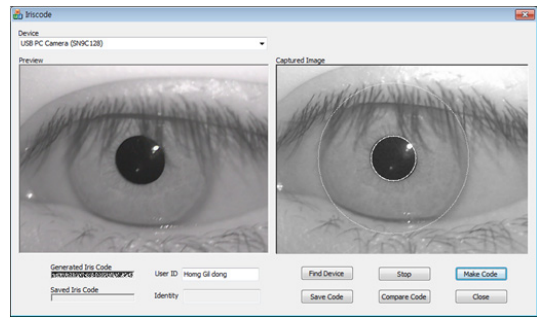 Iriscode
Device
USB PC Camera (SN9C128)
Preview
Captured Image
Generated Iris Code
User ID
Homg Gil dong
Find Device
Stop
Make Code
Saved Iris Code
Identity
Save Code
Compare Code
Close